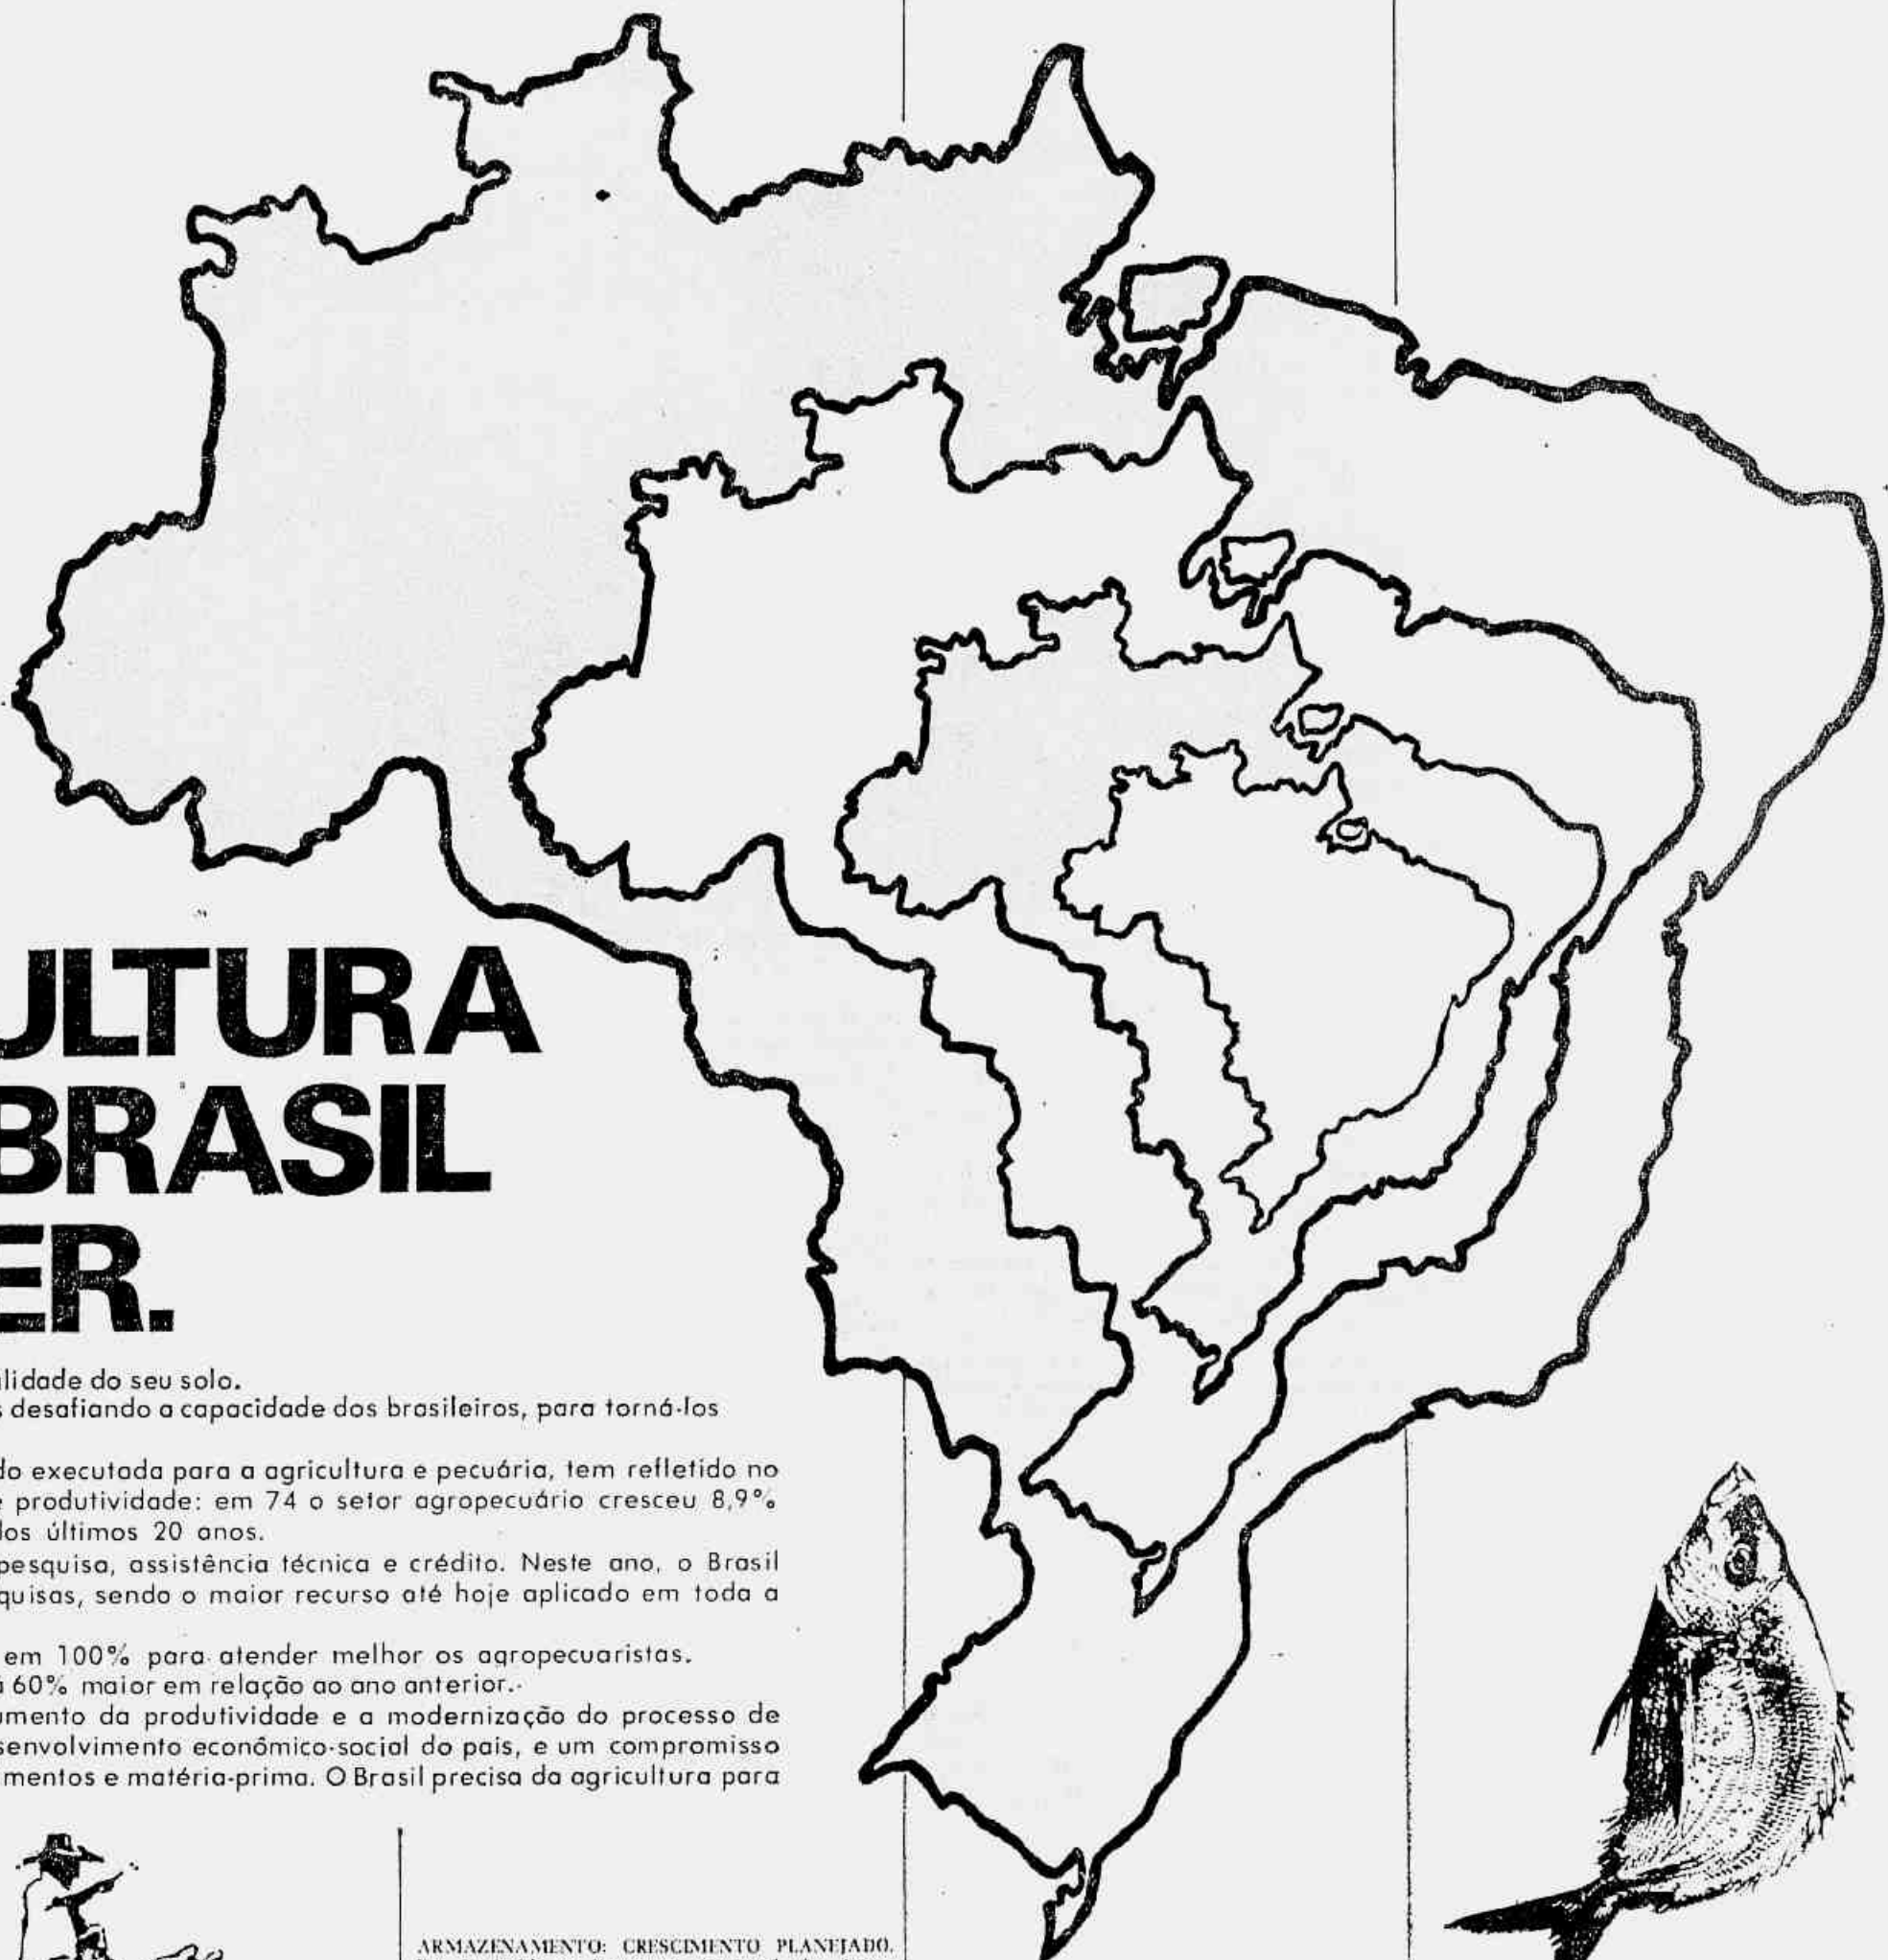 ULTURA
BRASIL
ER.
lidade do seu solo.
s desafiando a capacidade dos brasileiros, para torná-los
do executada para a agricultura e pecuária, tem refletido no
e produtividade: em 74 o setor agropecuário cresceu 8,9%
dos últimos 20 anos.
pesquisa, assistência técnica e crédito. Neste ano, o Brasil
quisas, sendo o maior recurso até hoje aplicado em toda a
em 100% para atender melhor os agropecuaristas.
á 60% maior em relação ao ano anterior.
umento da produtividade e a modernização do processo de
senvolvimento econômico-social do país, e um compromisso
mentos e matéria-prima. O Brasil precisa da agricultura para
ARMAZENAMENTO: CRESCIMENTO PLANEJADO.